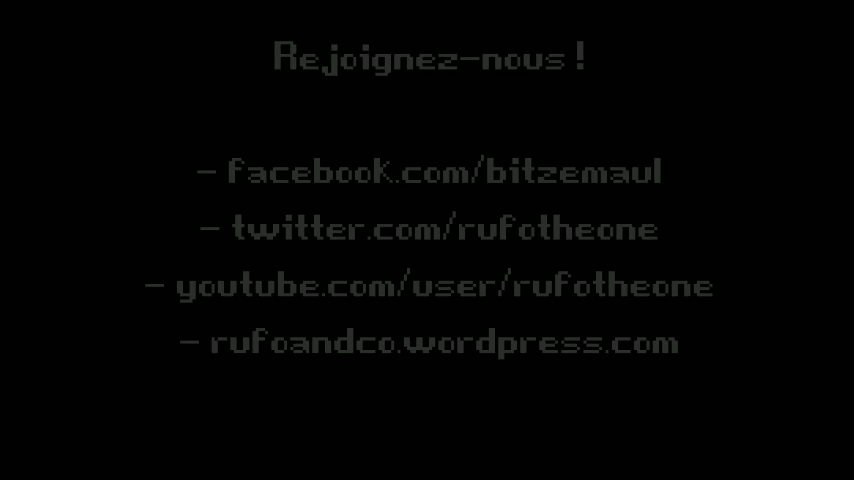 Rejoignez-nous !
- facebook.com/bitzemaul
- twitter.com/rufotheone
- youtube.com/user/rufotheone
- rufoandco.wordpress.com